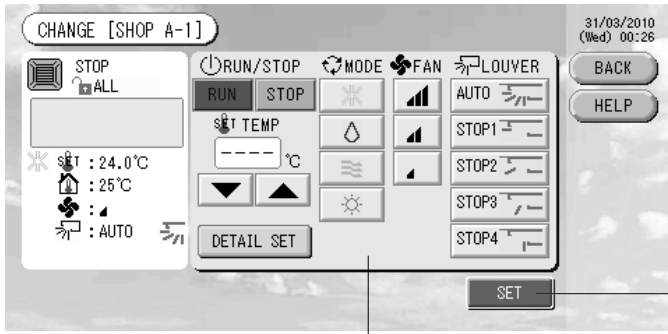 CHANGE [SHOP A-1]
31/03/2010
(Wed) 00:26
STOP
ALL
SET : 24.0℃
: 25℃
:
: AUTO
RUN/STOP
RUN STOP
SET TEMP
---- ℃
DETAIL SET
MODE
FAN
LOUVER
AUTO
STOP1
STOP2
STOP3
STOP4
BACK
HELP
SET